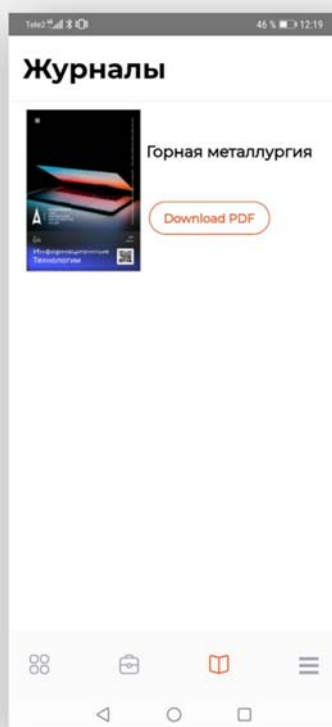 Tele2
46 % 12:19
Журналы
Горная металлургия
Download PDF
Информационные
Технологии